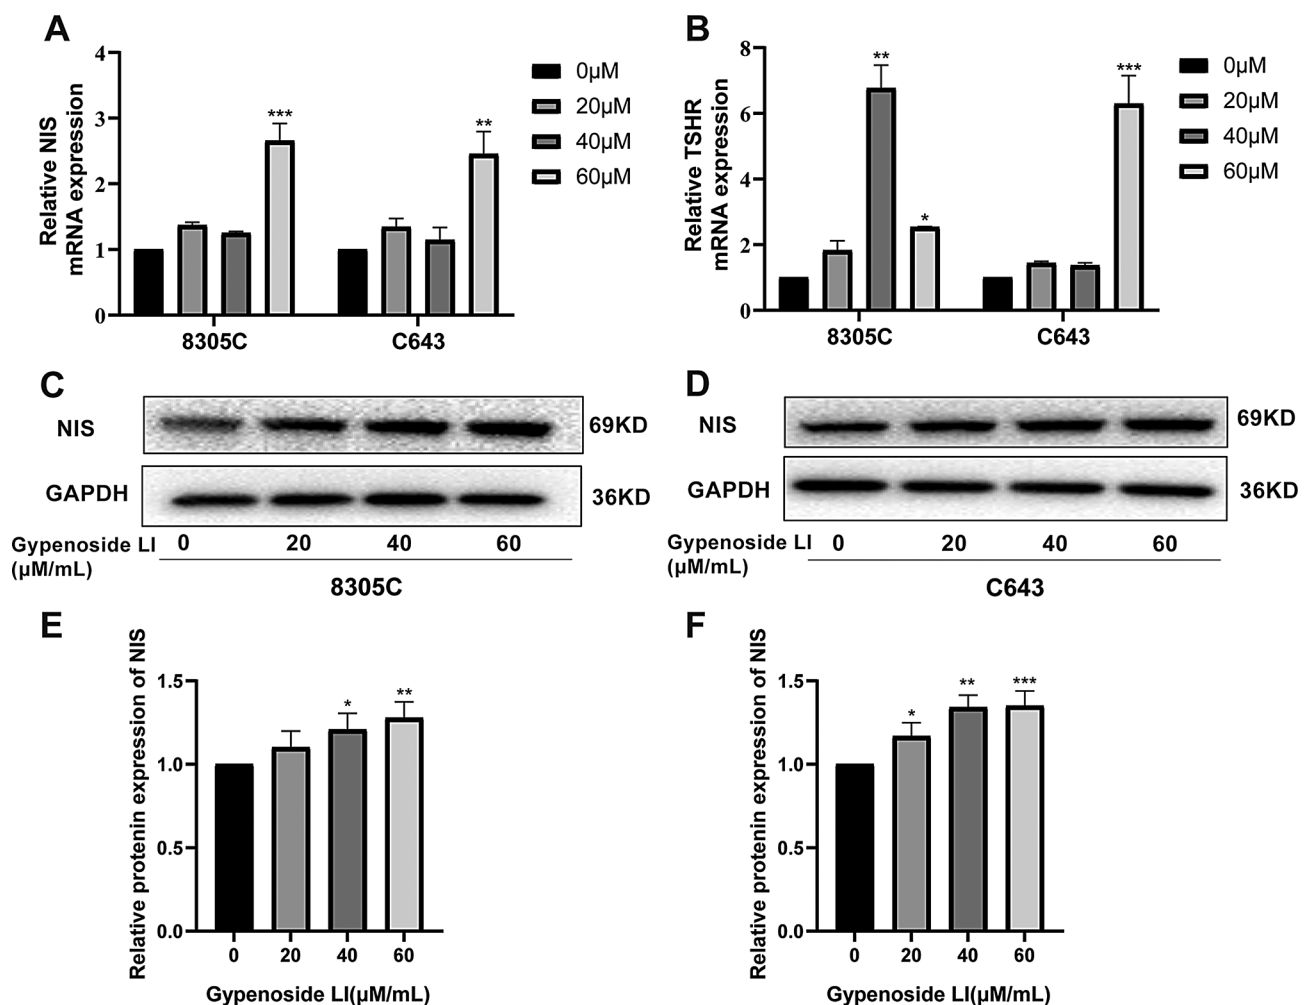 A
Relative NIS
mRNA expression
4
3
2
1
0
***
**
8305C
C643
0μM
20μM
40μM
60μM
B
Relative TSHR
mRNA expression
8
6
4
2
0
**
*
***
8305C
C643
0μM
20μM
40μM
60μM
C
NIS
69KD
GAPDH
36KD
Gypenoside LI
(μM/mL)
0 20 40 60
8305C
D
NIS
69KD
GAPDH
36KD
Gypenoside LI
(μM/mL)
0 20 40 60
C643
E
Relative protenin expression of NIS
1.5
1.0
0.5
0.0
*
**
0 20 40 60
Gypenoside LI(μM/mL)
F
Relative protenin expression of NIS
1.5
1.0
0.5
0.0
*
**
***
0 20 40 60
Gypenoside LI(μM/mL)